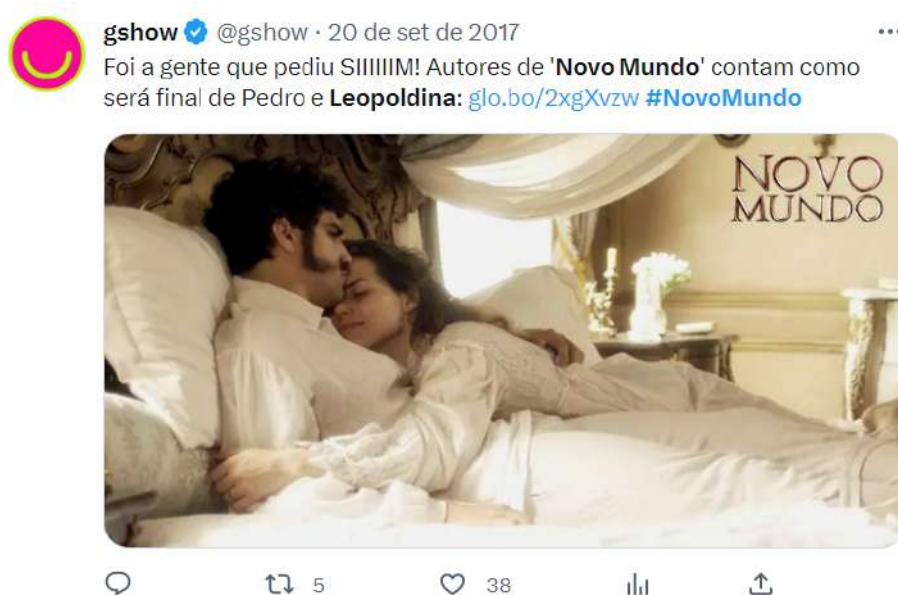 gshow @gshow · 20 de set de 2017
Foi a gente que pediu SIIIIIIM! Autores de 'Novo Mundo' contam como
será final de Pedro e Leopoldina: glo.bo/2xgXvzw #NovoMundo
NOVO
MUNDO
5 38